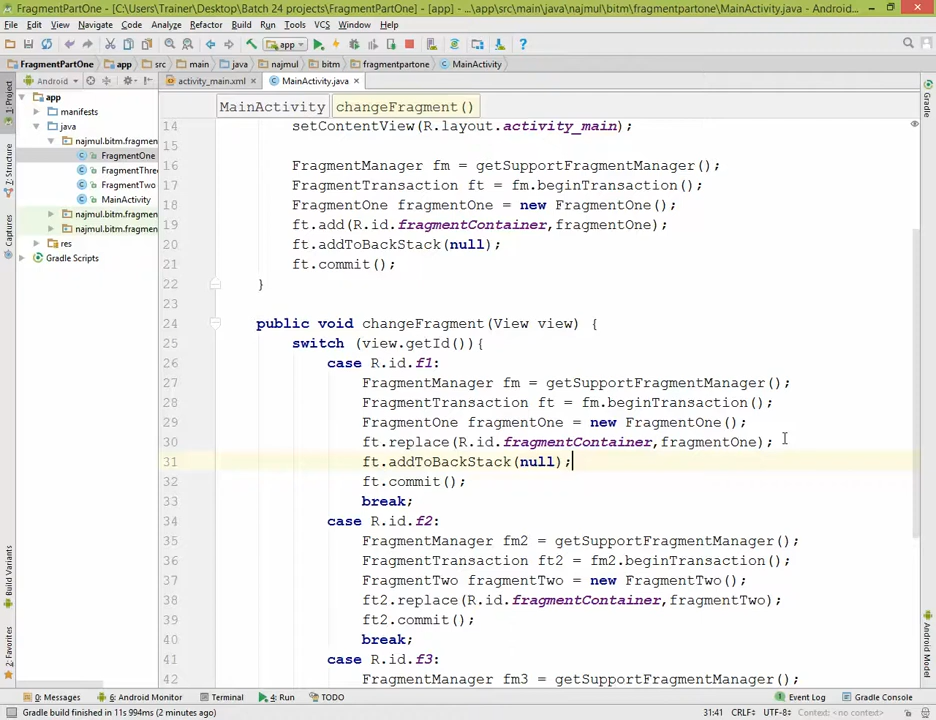 FragmentPartOne - [C:\Users\Trainer\Desktop\Batch 24 projects\FragmentPartOne] - [app] - ...\app\src\main\java\najmul\bitm\fragmentpartone\MainActivity.java - Android...
File Edit View Navigate Code Analyze Refactor Build Run Tools VCS Window Help
app
FragmentPartOne app src main java najmul bitm fragmentpartone MainActivity
Android activity_main.xml MainActivity.java
MainActivity changeFragment()
1: Project
7: Structure
Captures
Build Variants
2: Favorites
app
manifests
java
najmul.bitm.fragmen
FragmentOne
FragmentThree
FragmentTwo
MainActivity
najmul.bitm.fragmen
najmul.bitm.fragmen
res
Gradle Scripts
14 setContentView(R.layout.activity_main);
15
16 FragmentManager fm = getSupportFragmentManager();
17 FragmentTransaction ft = fm.beginTransaction();
18 FragmentOne fragmentOne = new FragmentOne();
19 ft.add(R.id.fragmentContainer,fragmentOne);
20 ft.addToBackStack(null);
21 ft.commit();
22 }
23
24 public void changeFragment(View view) {
25 switch (view.getId()){
26 case R.id.f1:
27 FragmentManager fm = getSupportFragmentManager();
28 FragmentTransaction ft = fm.beginTransaction();
29 FragmentOne fragmentOne = new FragmentOne();
30 ft.replace(R.id.fragmentContainer,fragmentOne);
31 ft.addToBackStack(null);
32 ft.commit();
33 break;
34 case R.id.f2:
35 FragmentManager fm2 = getSupportFragmentManager();
36 FragmentTransaction ft2 = fm2.beginTransaction();
37 FragmentTwo fragmentTwo = new FragmentTwo();
38 ft2.replace(R.id.fragmentContainer,fragmentTwo);
39 ft2.commit();
40 break;
41 case R.id.f3:
42 FragmentManager fm3 = getSupportFragmentManager();
Gradle
Android Model
0: Messages 6: Android Monitor Terminal 4: Run TODO Event Log Gradle Console
Gradle build finished in 11s 994ms (2 minutes ago) 31:41 CRLF UTF-8 Context: <no context>